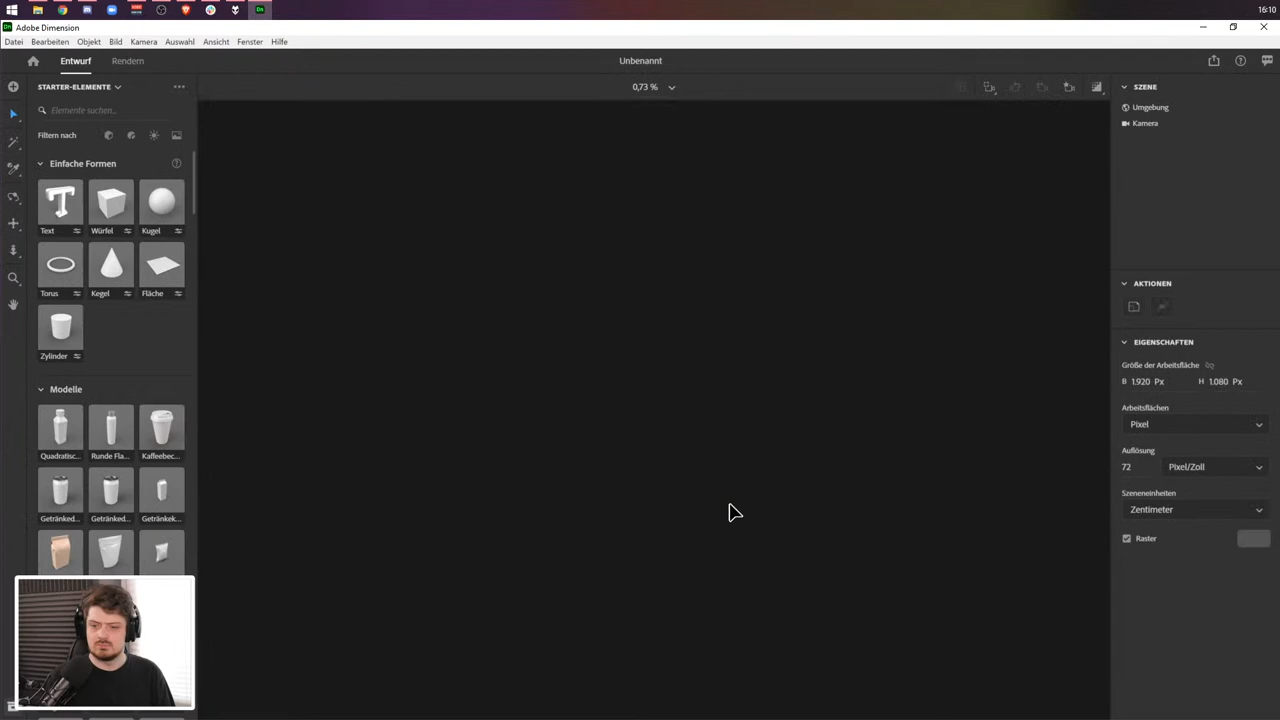 16:10
Adobe Dimension
Datei Bearbeiten Objekt Bild Kamera Auswahl Ansicht Fenster Hilfe
Entwurf Rendern Unbenannt
STARTER-ELEMENTE
0,73 %
SZENE
Elemente suchen...
Umgebung
Kamera
Filtern nach
Einfache Formen
Text Würfel Kugel
Torus Kegel Fläche
Zylinder
Modelle
Quadratisc... Runde Fla... Kaffeebec...
Getränked... Getränked... Getränkek...
AKTIONEN
EIGENSCHAFTEN
Größe der Arbeitsfläche
B 1.920 Px H 1.080 Px
Arbeitsflächen
Pixel
Auflösung
72 Pixel/Zoll
Szeneneinheiten
Zentimeter
Raster